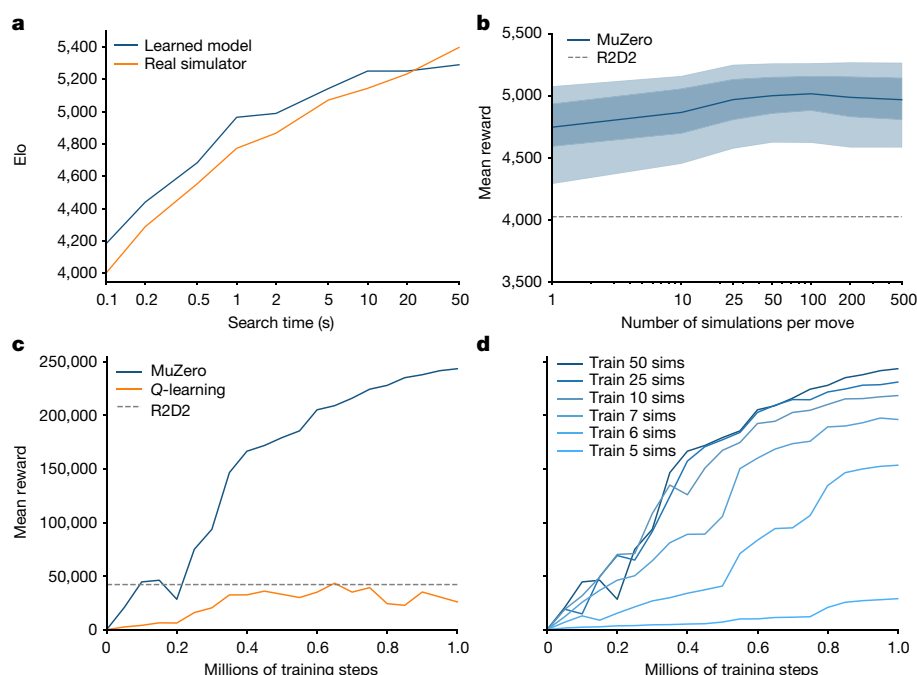 a
5,400
5,200
5,000
4,800
4,600
4,400
4,200
4,000
Elo
Learned model
Real simulator
0.1 0.2 0.5 1 2 5 10 20 50
Search time (s)
b
5,500
5,000
4,500
4,000
3,500
Mean reward
MuZero
R2D2
1 10 25 50 100 200 500
Number of simulations per move
c
250,000
200,000
150,000
100,000
50,000
0
Mean reward
MuZero
Q-learning
R2D2
0 0.2 0.4 0.6 0.8 1.0
Millions of training steps
d
Train 50 sims
Train 25 sims
Train 10 sims
Train 7 sims
Train 6 sims
Train 5 sims
0 0.2 0.4 0.6 0.8 1.0
Millions of training steps